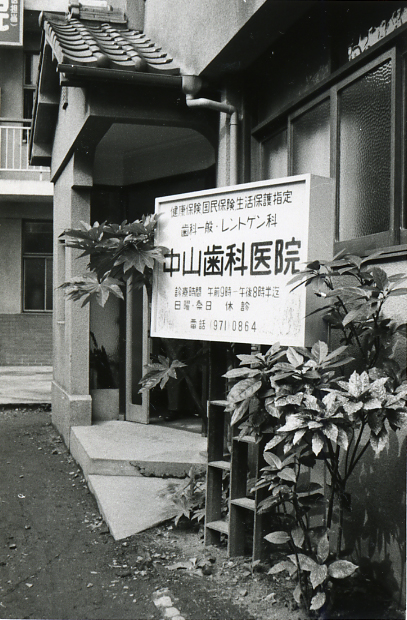 健康保険国民保険生活保護指定
歯科一般・レントゲン科
中山歯科医院
診療時間 午前9時-午後8時半迄
日曜・祭日 休診
電話(971)0864